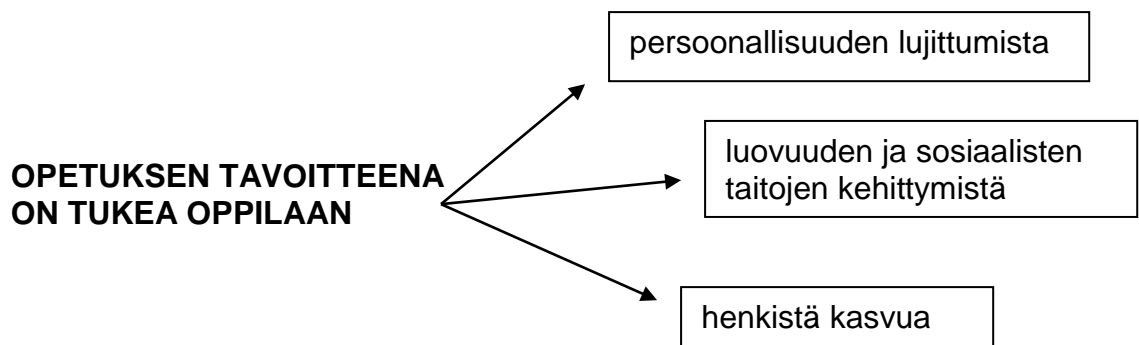 persoonallisuuden lujittumista
OPETUKSEN TAVOITTEENA
ON TUKEA OPPILAAN
luovuuden ja sosiaalisten
taitojen kehittymistä
henkistä kasvua